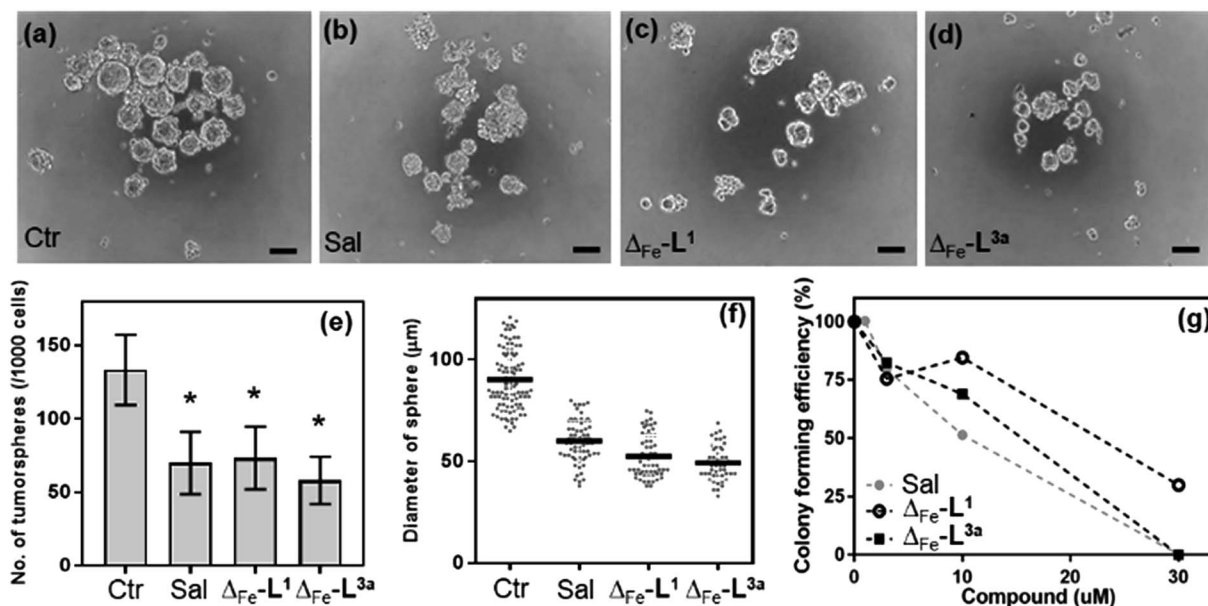 (a)
Ctr
(b)
Sal
(c)
ΔFe-L¹
(d)
ΔFe-L³ᵃ
(e)
No. of tumorspheres (/1000 cells)
150
100
50
0
* * *
Ctr Sal ΔFe-L¹ ΔFe-L³ᵃ
(f)
Diameter of sphere (μm)
100
50
0
Ctr Sal ΔFe-L¹ ΔFe-L³ᵃ
(g)
Colony forming efficiency (%)
100
75
50
25
0
Sal
ΔFe-L¹
ΔFe-L³ᵃ
0 10 20 30
Compound (uM)